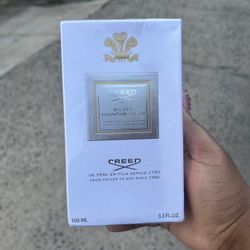 CREED
SILVER
MOUNTAIN WATER
CREED
DE PÈRE EN FILS DEPUIS 1760
FROM FATHER TO SON SINCE 1760
100 ML
3.3 FL.OZ.